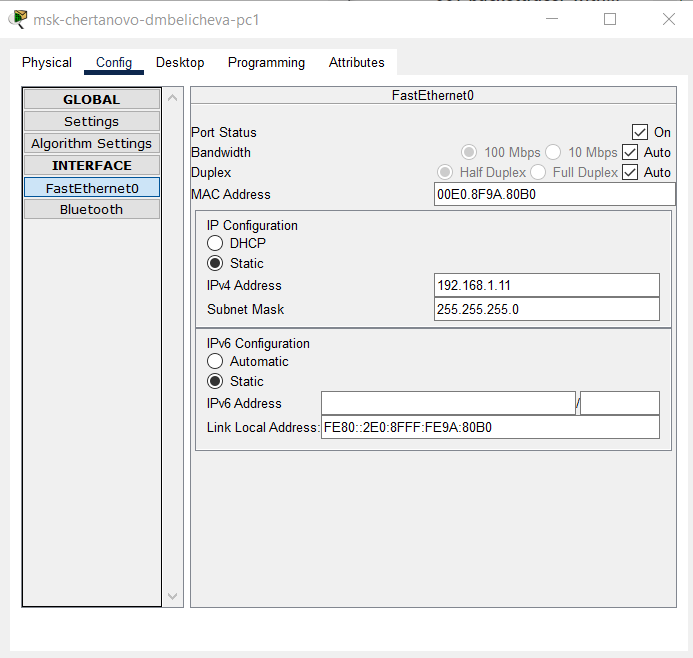 msk-chertanovo-dmbelicheva-pc1
Physical Config Desktop Programming Attributes
GLOBAL
Settings
Algorithm Settings
INTERFACE
FastEthernet0
Bluetooth
FastEthernet0
Port Status On
Bandwidth 100 Mbps 10 Mbps Auto
Duplex Half Duplex Full Duplex Auto
MAC Address 00E0.8F9A.80B0
IP Configuration
DHCP
Static
IPv4 Address 192.168.1.11
Subnet Mask 255.255.255.0
IPv6 Configuration
Automatic
Static
IPv6 Address /
Link Local Address: FE80::2E0:8FFF:FE9A:80B0